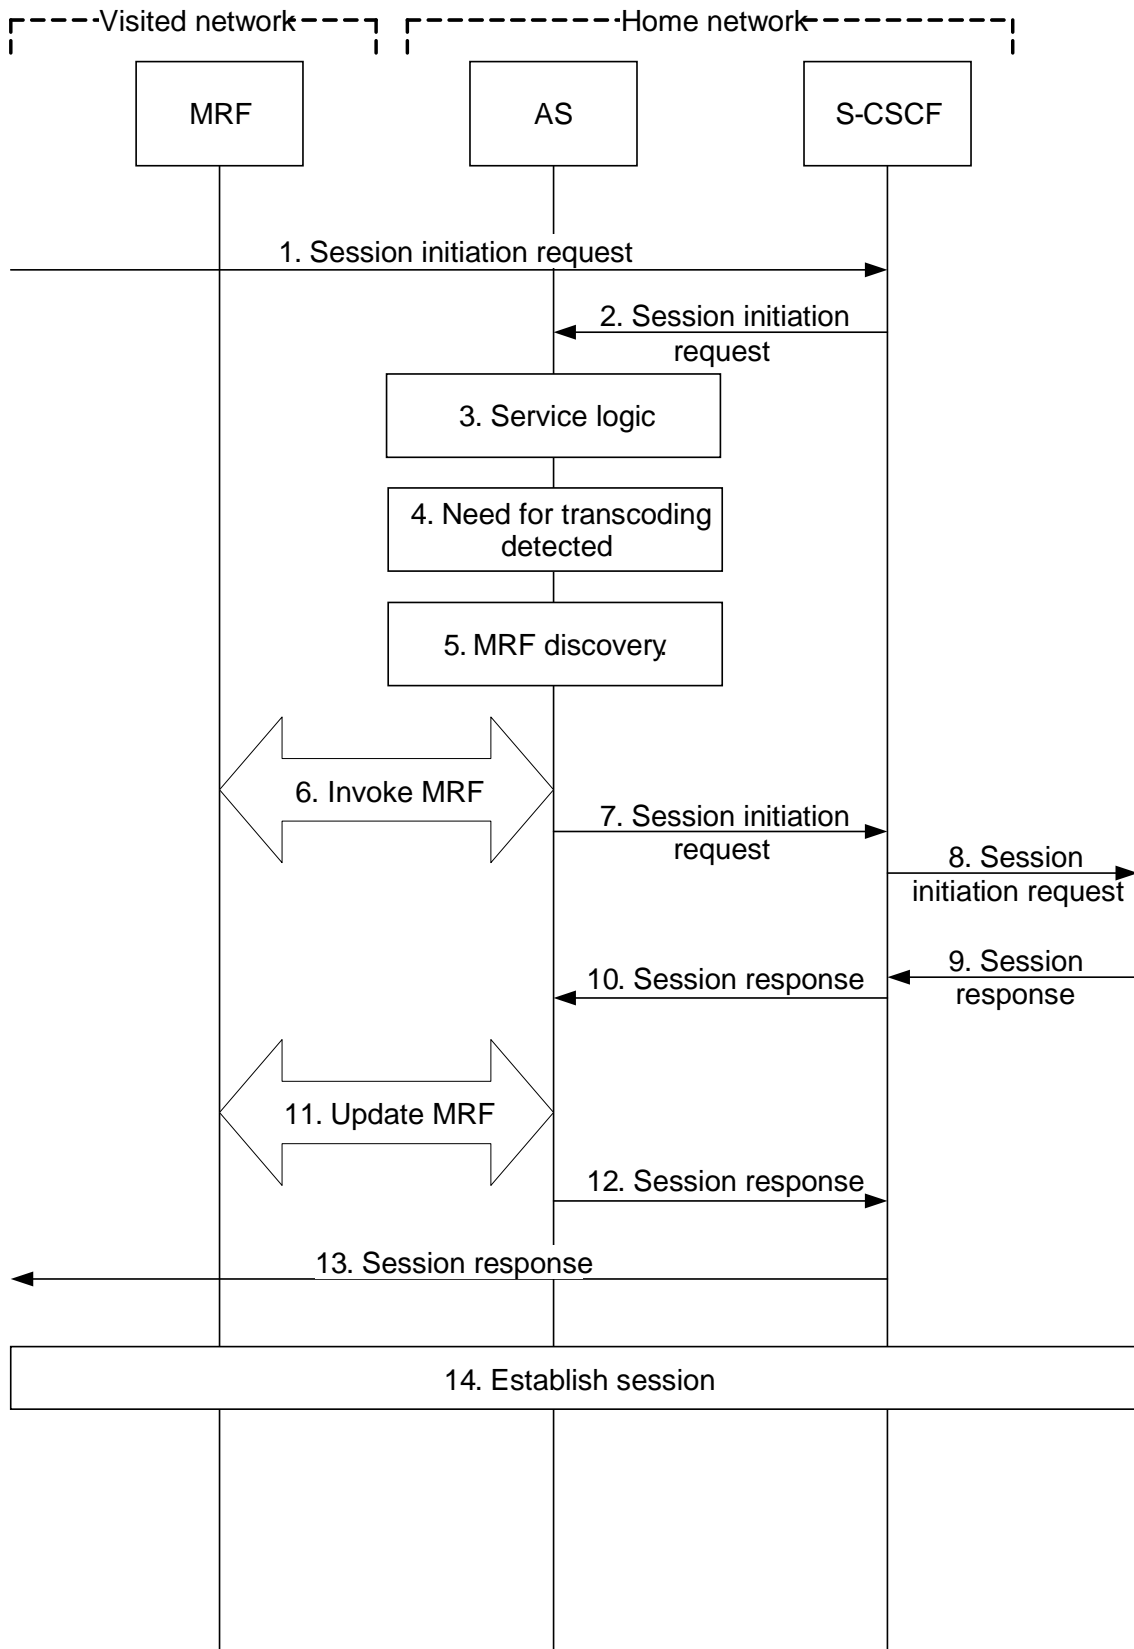 Visited network
Home network
MRF
AS
S-CSCF
1. Session initiation request
2. Session initiation
request
3. Service logic
4. Need for transcoding
detected
5. MRF discovery.
6. Invoke MRF
7. Session initiation
request
8. Session
initiation request
9. Session
response
10. Session response
11. Update MRF
12. Session response
13. Session response
14. Establish session